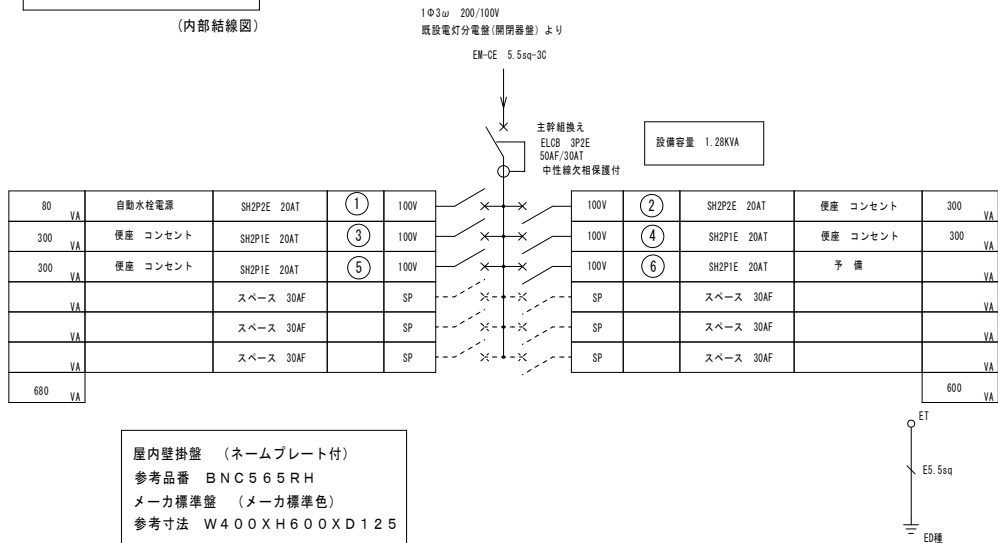 (内部結線図)
1Φ3ω 200/100V
既設電灯分電盤(開閉器盤) より
EM-CE 5.5sq-3C
主幹組換え
ELCB 3P2E
50AF/30AT
中性線欠相保護付
設備容量 1.28KVA
80 VA 自動水栓電源 SH2P2E 20AT ① 100V 100V ② SH2P2E 20AT 便座 コンセント 300 VA
300 VA 便座 コンセント SH2P1E 20AT ③ 100V 100V ④ SH2P1E 20AT 便座 コンセント 300 VA
300 VA 便座 コンセント SH2P1E 20AT ⑤ 100V 100V ⑥ SH2P1E 20AT 予 備 VA
VA スペース 30AF SP SP スペース 30AF VA
VA スペース 30AF SP SP スペース 30AF VA
VA スペース 30AF SP SP スペース 30AF VA
680 VA 600 VA
ET
E5.5sq
ED種
屋内壁掛盤 (ネームプレート付)
参考品番 BNC565RH
メーカ標準盤 (メーカ標準色)
参考寸法 W400XH600XD125